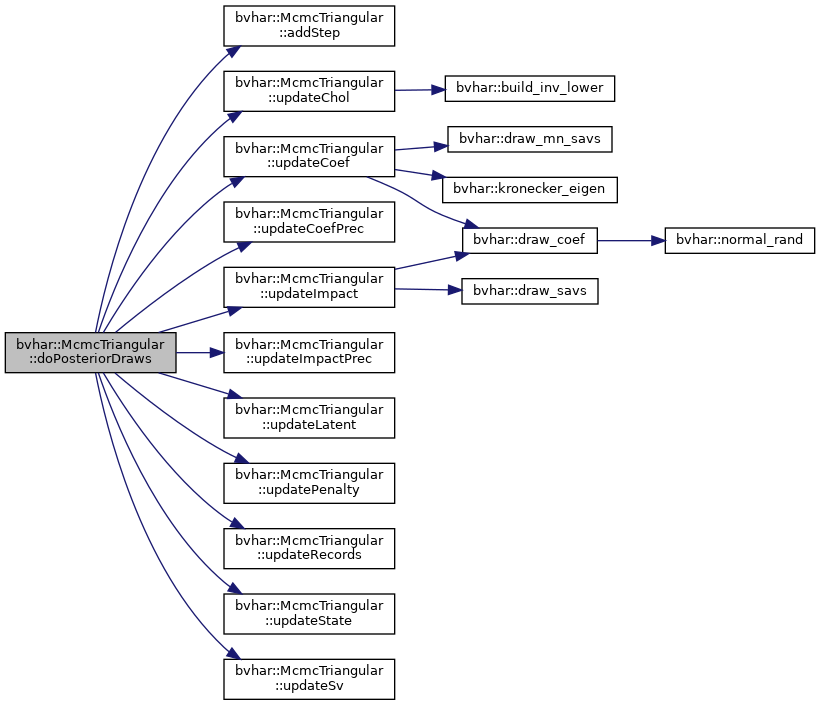 bvhar::McmcTriangular
::doPosteriorDraws
bvhar::McmcTriangular
::addStep
bvhar::McmcTriangular
::updateChol
bvhar::build_inv_lower
bvhar::McmcTriangular
::updateCoef
bvhar::draw_mn_savs
bvhar::kronecker_eigen
bvhar::draw_coef
bvhar::normal_rand
bvhar::McmcTriangular
::updateCoefPrec
bvhar::McmcTriangular
::updateImpact
bvhar::draw_savs
bvhar::McmcTriangular
::updateImpactPrec
bvhar::McmcTriangular
::updateLatent
bvhar::McmcTriangular
::updatePenalty
bvhar::McmcTriangular
::updateRecords
bvhar::McmcTriangular
::updateState
bvhar::McmcTriangular
::updateSv